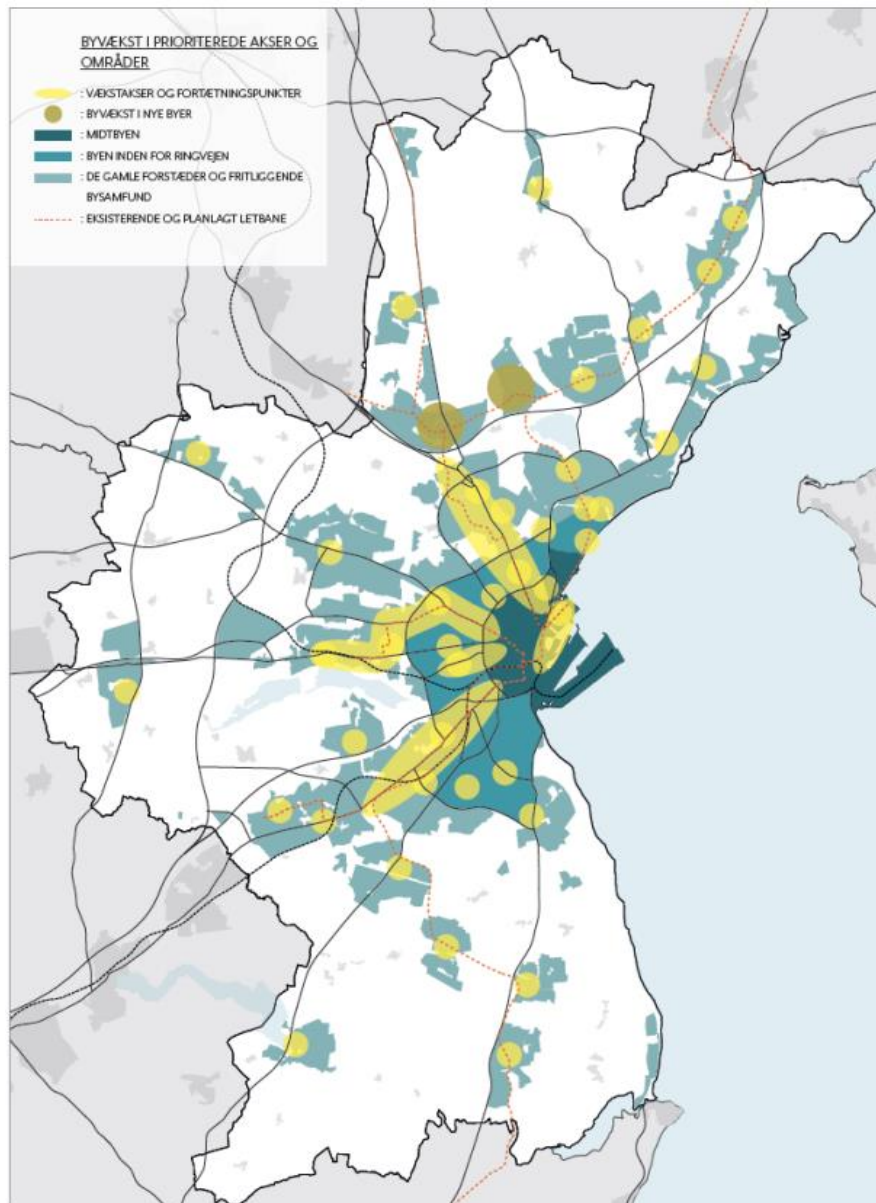 BYVÆKST I PRIORITEREDE AKSER OG
OMRÅDER
: VÆKSTAKSER OG FORTÆTNINGSPUNKTER
: BYVÆKST I NYE BYER
: MIDTBYEN
: BYEN INDEN FOR RINGVEJEN
: DE GAMLE FORSTÆDER OG FRITLIGGENDE
BYSAMFUND
: EKSISTERENDE OG PLANLAGT LETBANE